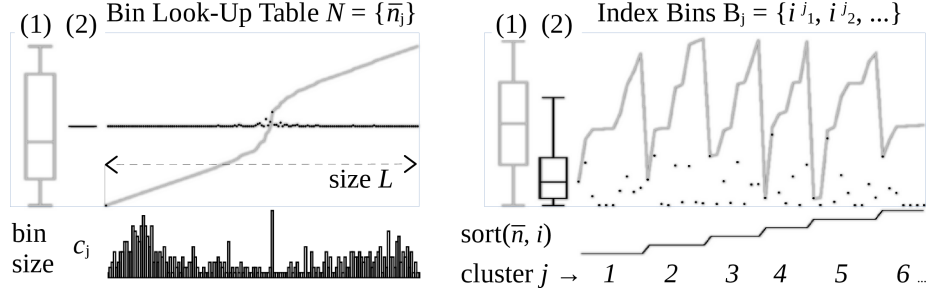 Bin Look-Up Table N = {n̅ⱼ}
(1) (2)
size L
bin
size
cⱼ
Index Bins Bⱼ = {i ʲ₁, i ʲ₂, ...}
(1) (2)
sort(n̅, i)
cluster j → 1 2 3 4 5 6 ...